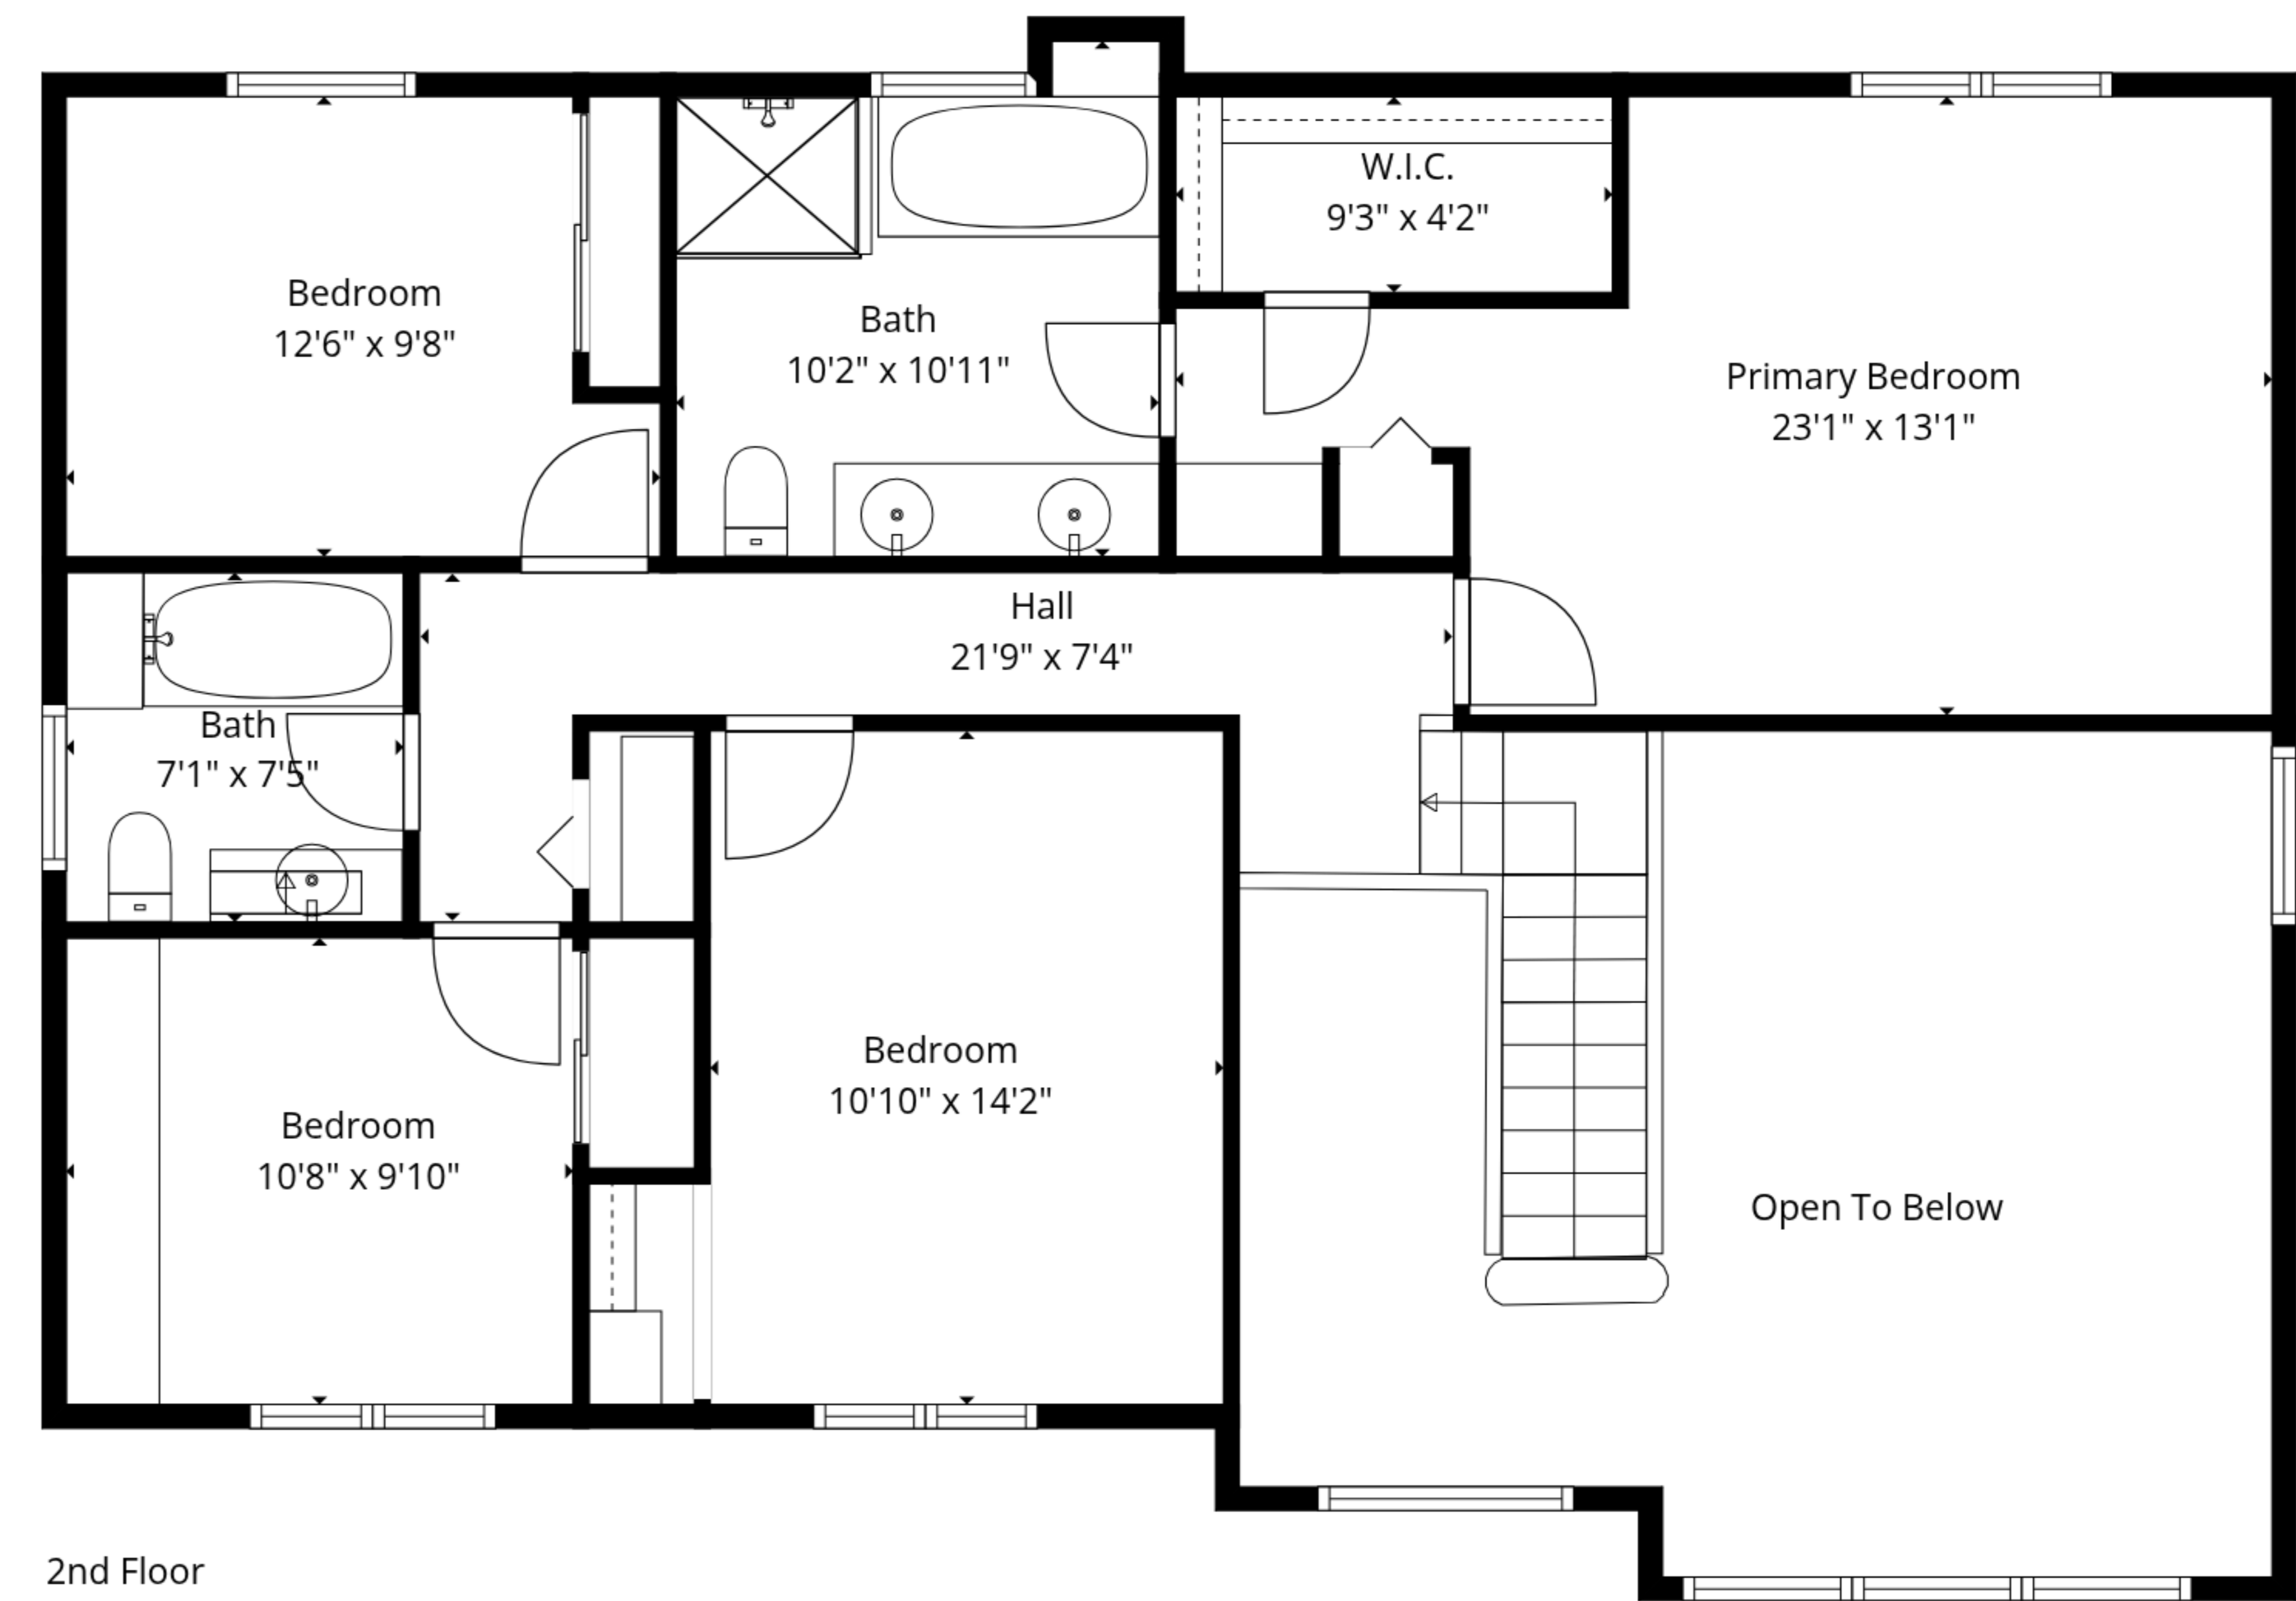 W.I.C.
9'3" x 4'2"
Bedroom
12'6" x 9'8"
Bath
10'2" x 10'11"
Primary Bedroom
23'1" x 13'1"
Hall
21'9" x 7'4"
Bath
7'1" x 7'5"
Bedroom
10'10" x 14'2"
Bedroom
10'8" x 9'10"
Open To Below
2nd Floor